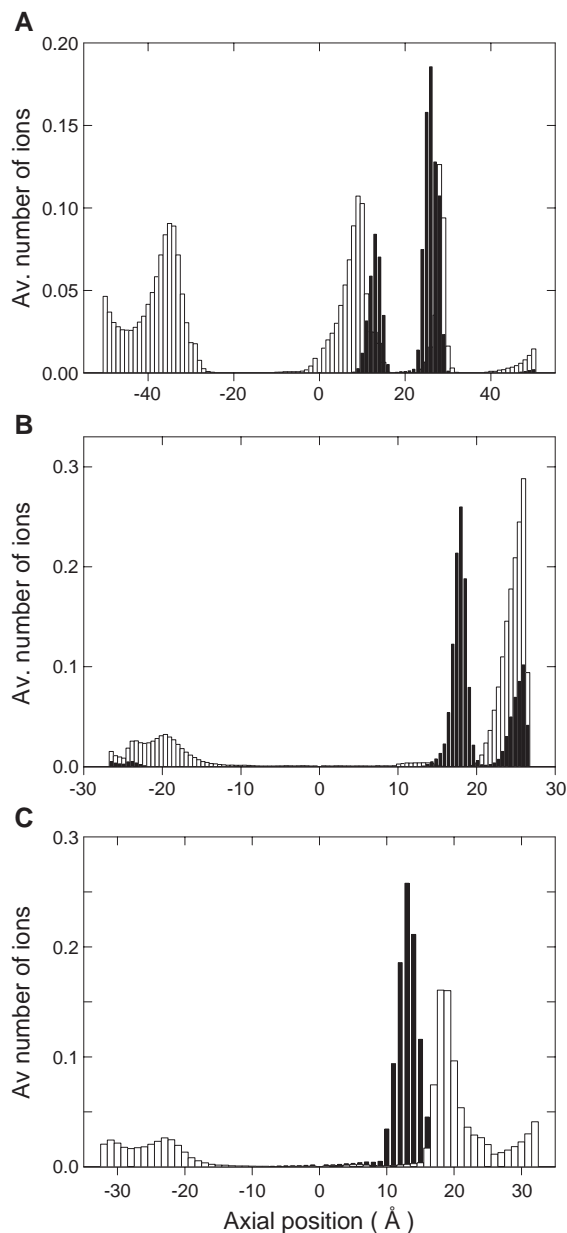 A
0.20
0.15
0.10
0.05
0.00
Av. number of ions
-40 -20 0 20 40
B
0.3
0.2
0.1
0.0
Av. number of ions
-30 -20 -10 0 10 20 30
C
0.3
0.2
0.1
0.0
Av number of ions
-30 -20 -10 0 10 20 30
Axial position ( Å )